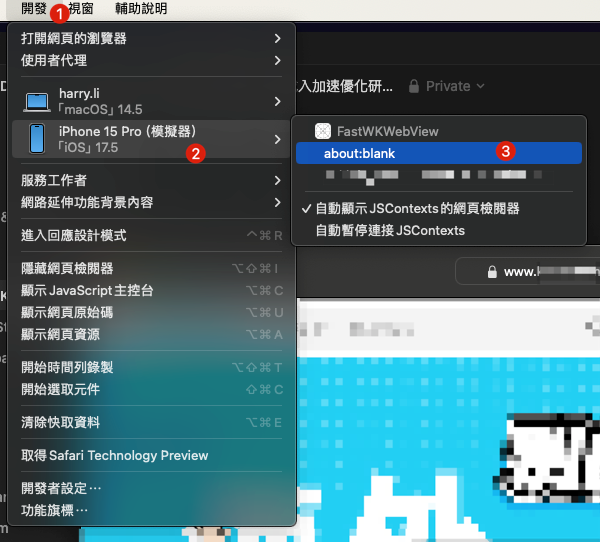 開發 1 視窗 輔助說明
打開網頁的瀏覽器
使用者代理
harry.li
「macOS」14.5
iPhone 15 Pro (模擬器)
「iOS」17.5
2
服務工作者
網路延伸功能背景內容
進入回應設計模式 ^⌘R
隱藏網頁檢閱器 ⌥⇧⌘I
顯示 JavaScript 主控台 ⌥⌘C
顯示網頁原始碼 ⌥⌘U
顯示網頁資源 ⌥⌘A
開始時間列錄製 ⌥⇧⌘T
開始選取元件 ⇧⌘C
清除快取資料 ⌥⌘E
取得 Safari Technology Preview
開發者設定⋯
功能旗標⋯
入加速優化研... Private
FastWKWebView
about:blank 3
✓ 自動顯示 JSContexts 的網頁檢閱器
自動暫停連接 JSContexts
www.